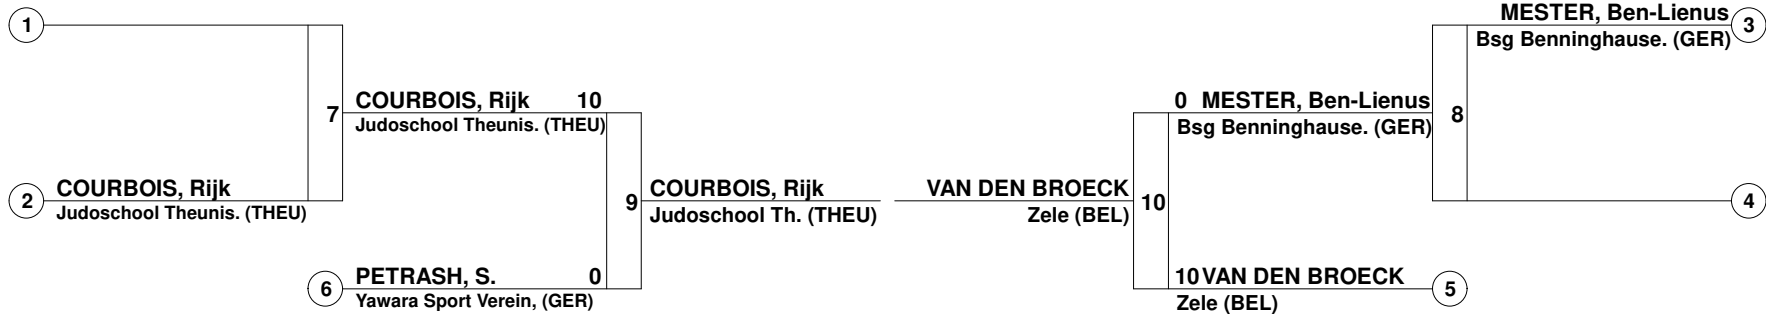 1
MESTER, Ben-Lienus
3
Bsg Benninghause. (GER)
7
COURBOIS, Rijk 10
Judoschool Theunis. (THEU)
0 MESTER, Ben-Lienus
Bsg Benninghause. (GER)
8
2
COURBOIS, Rijk
Judoschool Theunis. (THEU)
9
COURBOIS, Rijk
Judoschool Th. (THEU)
VAN DEN BROECK
Zele (BEL)
10
4
6
PETRASH, S. 0
Yawara Sport Verein, (GER)
10 VAN DEN BROECK
Zele (BEL)
5